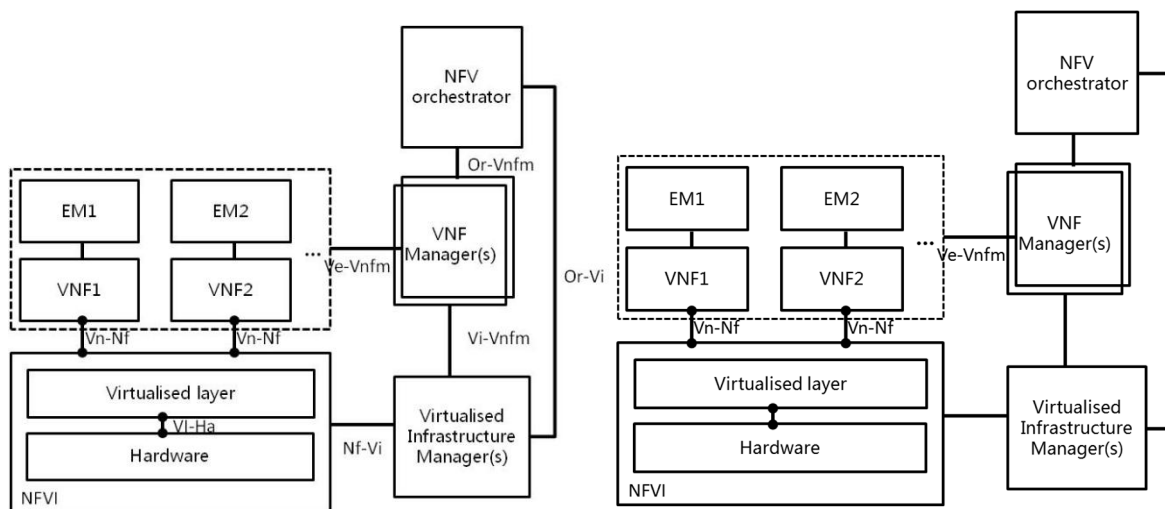 NFV
orchestrator
Or-Vnfm
EM1
EM2
...
VNF
Manager(s)
Ve-Vnfm
VNF1
VNF2
Or-Vi
Vn-Nf
Vn-Nf
Vi-Vnfm
Virtualised layer
VI-Ha
Hardware
NFVI
Nf-Vi
Virtualised
Infrastructure
Manager(s)
NFV
orchestrator
EM1
EM2
...
VNF
Manager(s)
Ve-Vnfm
VNF1
VNF2
Vn-Nf
Vn-Nf
Virtualised layer
Hardware
NFVI
Virtualised
Infrastructure
Manager(s)